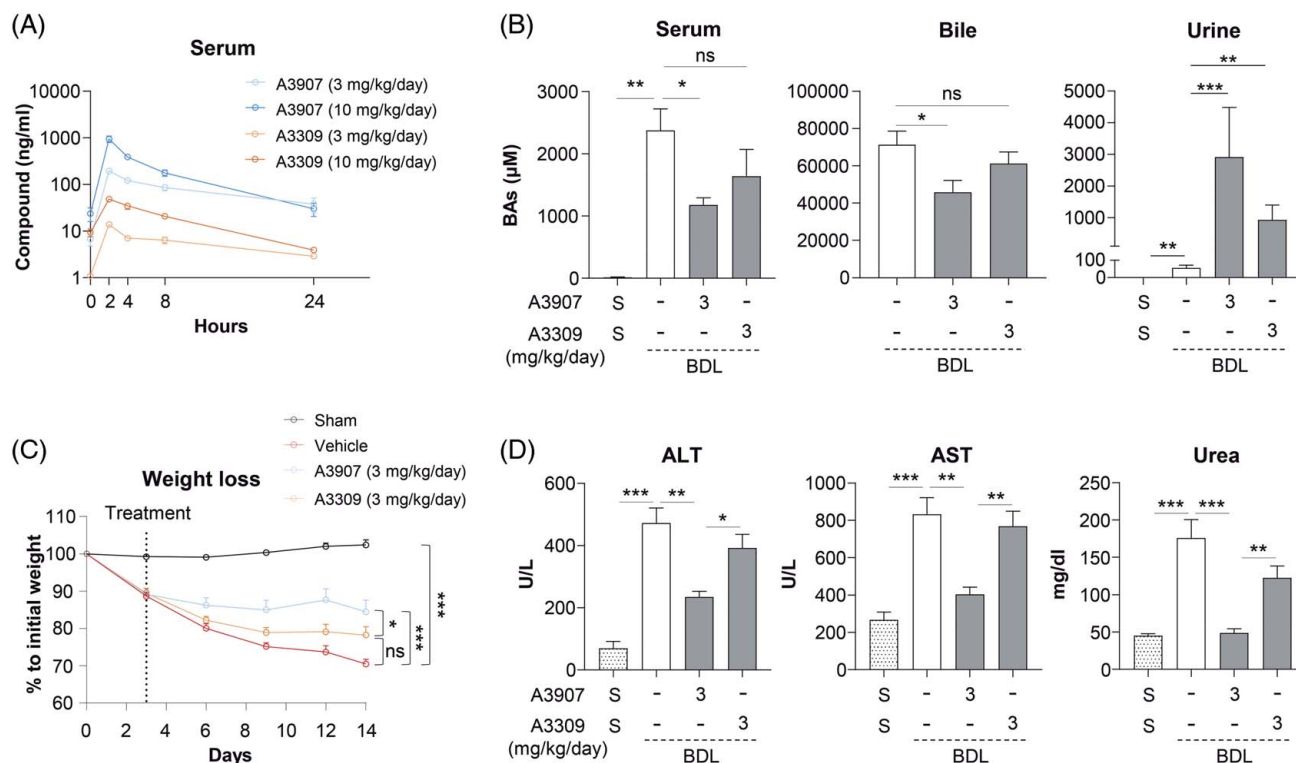 (A)
Serum
A3907 (3 mg/kg/day)
A3907 (10 mg/kg/day)
A3309 (3 mg/kg/day)
A3309 (10 mg/kg/day)
Compound (ng/ml)
10000
1000
100
10
1
0 2 4 8 24
Hours
(B)
Serum
BAs (µM)
3000
2000
1000
0
** *
ns
A3907 S - 3 -
A3309 S - - 3
(mg/kg/day)
BDL
Bile
100000
80000
60000
40000
20000
0
*
ns
- 3 -
- - 3
BDL
Urine
5000
4000
3000
2000
1000
100
0
**
***
**
S - 3 -
S - - 3
BDL
(C)
Sham
Vehicle
A3907 (3 mg/kg/day)
A3309 (3 mg/kg/day)
Weight loss
Treatment
% to initial weight
110
100
90
80
70
60
0 2 4 6 8 10 12 14
Days
*
ns
***
***
(D)
ALT
U/L
600
400
200
0
*** **
*
A3907 S - 3 -
A3309 S - - 3
(mg/kg/day)
BDL
AST
U/L
1000
800
600
400
200
0
*** **
**
S - 3 -
S - - 3
BDL
Urea
mg/dl
250
200
150
100
50
0
*** ***
**
S - 3 -
S - - 3
BDL